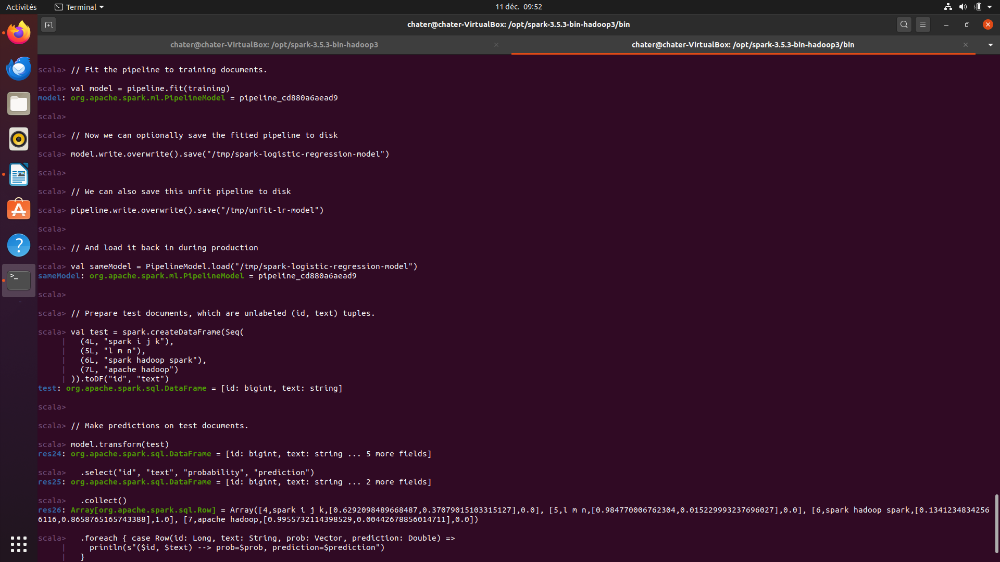 Activités
Terminal
11 déc.  09:52
chater@chater-VirtualBox: /opt/spark-3.5.3-bin-hadoop3/bin
chater@chater-VirtualBox: /opt/spark-3.5.3-bin-hadoop3
chater@chater-VirtualBox: /opt/spark-3.5.3-bin-hadoop3/bin
scala> // Fit the pipeline to training documents.
scala> val model = pipeline.fit(training)
model: org.apache.spark.ml.PipelineModel = pipeline_cd880a6aead9
scala>
scala> // Now we can optionally save the fitted pipeline to disk
scala> model.write.overwrite().save("/tmp/spark-logistic-regression-model")
scala>
scala> // We can also save this unfit pipeline to disk
scala> pipeline.write.overwrite().save("/tmp/unfit-lr-model")
scala>
scala> // And load it back in during production
scala> val sameModel = PipelineModel.load("/tmp/spark-logistic-regression-model")
sameModel: org.apache.spark.ml.PipelineModel = pipeline_cd880a6aead9
scala>
scala> // Prepare test documents, which are unlabeled (id, text) tuples.
scala> val test = spark.createDataFrame(Seq(
     |   (4L, "spark i j k"),
     |   (5L, "l m n"),
     |   (6L, "spark hadoop spark"),
     |   (7L, "apache hadoop")
     | )).toDF("id", "text")
test: org.apache.spark.sql.DataFrame = [id: bigint, text: string]
scala>
scala> // Make predictions on test documents.
scala> model.transform(test)
res24: org.apache.spark.sql.DataFrame = [id: bigint, text: string ... 5 more fields]
scala>   .select("id", "text", "probability", "prediction")
res25: org.apache.spark.sql.DataFrame = [id: bigint, text: string ... 2 more fields]
scala>   .collect()
res26: Array[org.apache.spark.sql.Row] = Array([4,spark i j k,[0.6292098489668487,0.37079015103315127],0.0], [5,l m n,[0.984770006762304,0.015229993237696027],0.0], [6,spark hadoop spark,[0.1341234834256
6116,0.8658765165743388],1.0], [7,apache hadoop,[0.9955732114398529,0.00442678856014711],0.0])
scala>   .foreach { case Row(id: Long, text: String, prob: Vector, prediction: Double) =>
     |     println(s"($id, $text) --> prob=$prob, prediction=$prediction")
     |   }